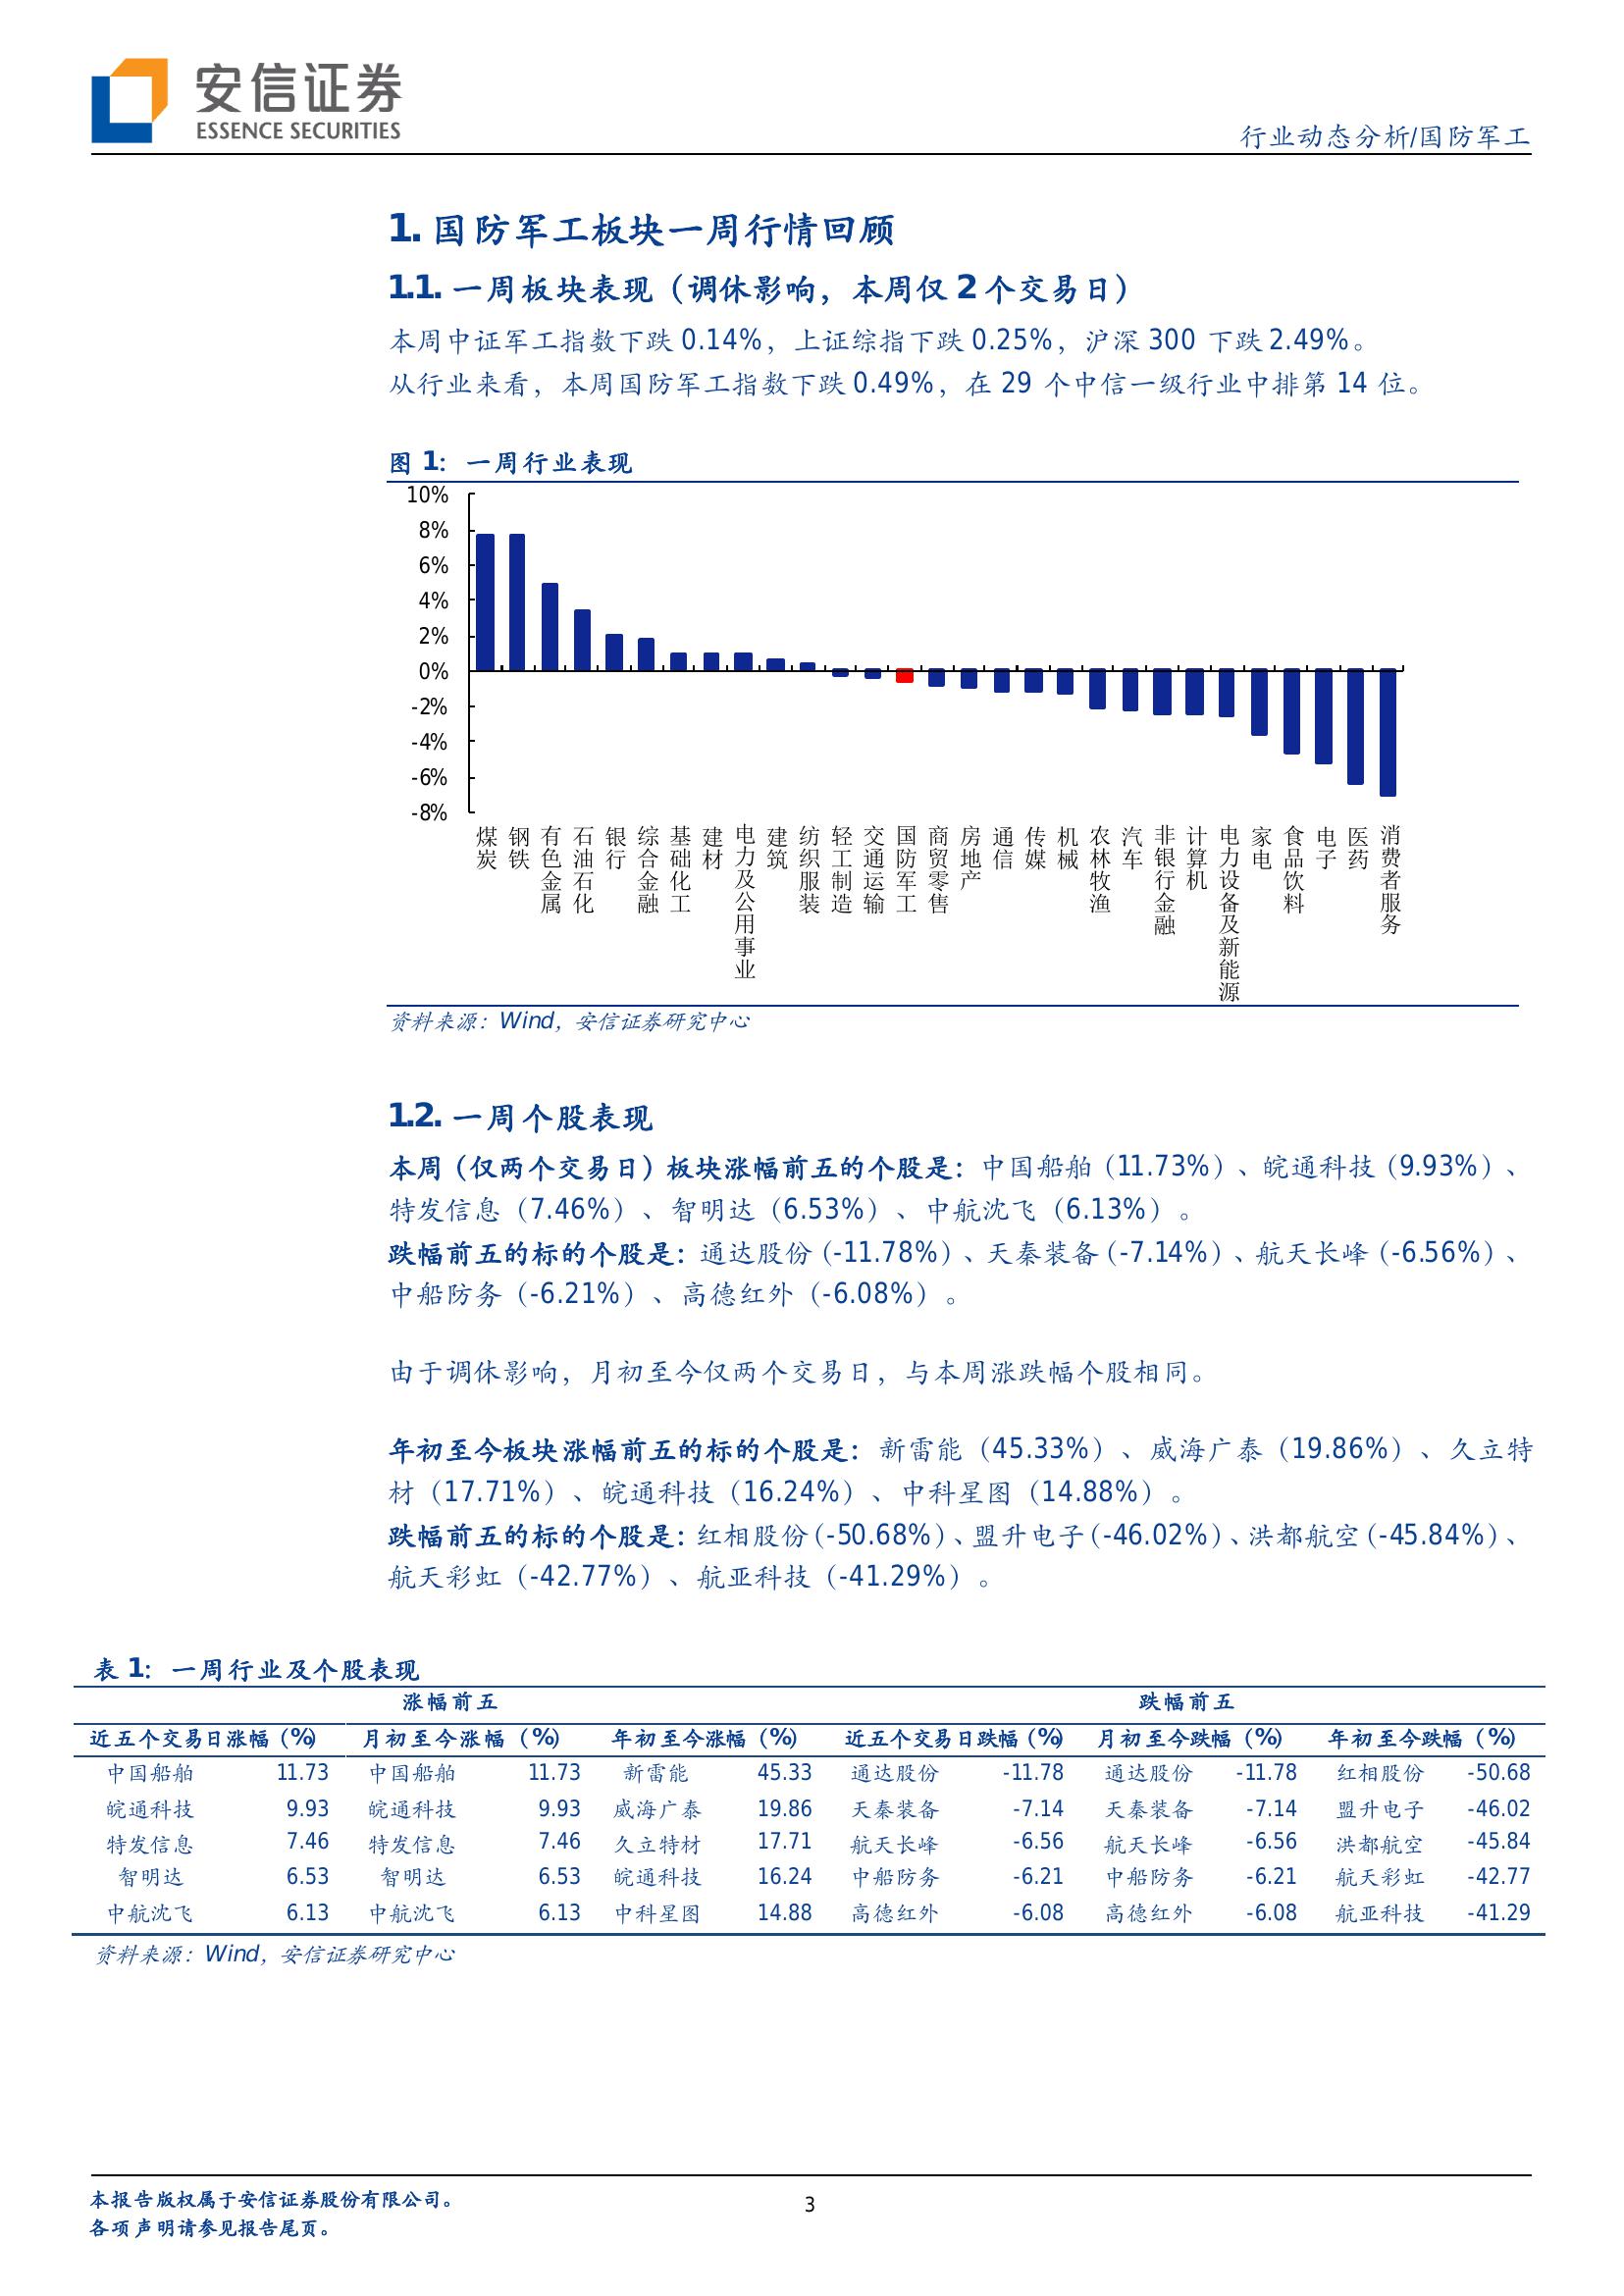 安信证券
ESSENCE SECURITIES
行业动态分析/国防军工
1. 国防军工板块一周行情回顾
1.1. 一周板块表现（调休影响，本周仅 2 个交易日）
本周中证军工指数下跌 0.14%，上证综指下跌 0.25%，沪深 300 下跌 2.49%。
从行业来看，本周国防军工指数下跌 0.49%，在 29 个中信一级行业中排第 14 位。
图 1：一周行业表现
10%
8%
6%
4%
2%
0%
-2%
-4%
-6%
-8%
煤炭
钢铁
有色金属
石油石化
银行
综合金融
基础化工
建材
电力及公用事业
建筑
纺织服装
轻工制造
交通运输
国防军工
商贸零售
房地产
通信
传媒
机械
农林牧渔
汽车
非银行金融
计算机
电力设备及新能源
家电
食品饮料
电子
医药
消费者服务
资料来源：Wind，安信证券研究中心
1.2. 一周个股表现
本周（仅两个交易日）板块涨幅前五的个股是：中国船舶（11.73%）、皖通科技（9.93%）、
特发信息（7.46%）、智明达（6.53%）、中航沈飞（6.13%）。
跌幅前五的标的个股是：通达股份（-11.78%）、天秦装备（-7.14%）、航天长峰（-6.56%）、
中船防务（-6.21%）、高德红外（-6.08%）。
由于调休影响，月初至今仅两个交易日，与本周涨跌幅个股相同。
年初至今板块涨幅前五的标的个股是：新雷能（45.33%）、威海广泰（19.86%）、久立特
材（17.71%）、皖通科技（16.24%）、中科星图（14.88%）。
跌幅前五的标的个股是：红相股份（-50.68%）、盟升电子（-46.02%）、洪都航空（-45.84%）、
航天彩虹（-42.77%）、航亚科技（-41.29%）。
表 1：一周行业及个股表现
涨幅前五 跌幅前五
近五个交易日涨幅（%） 月初至今涨幅（%） 年初至今涨幅（%） 近五个交易日跌幅（%） 月初至今跌幅（%） 年初至今跌幅（%）
中国船舶 11.73 中国船舶 11.73 新雷能 45.33 通达股份 -11.78 通达股份 -11.78 红相股份 -50.68
皖通科技 9.93 皖通科技 9.93 威海广泰 19.86 天秦装备 -7.14 天秦装备 -7.14 盟升电子 -46.02
特发信息 7.46 特发信息 7.46 久立特材 17.71 航天长峰 -6.56 航天长峰 -6.56 洪都航空 -45.84
智明达 6.53 智明达 6.53 皖通科技 16.24 中船防务 -6.21 中船防务 -6.21 航天彩虹 -42.77
中航沈飞 6.13 中航沈飞 6.13 中科星图 14.88 高德红外 -6.08 高德红外 -6.08 航亚科技 -41.29
资料来源：Wind，安信证券研究中心
本报告版权属于安信证券股份有限公司。
3
各项声明请参见报告尾页。